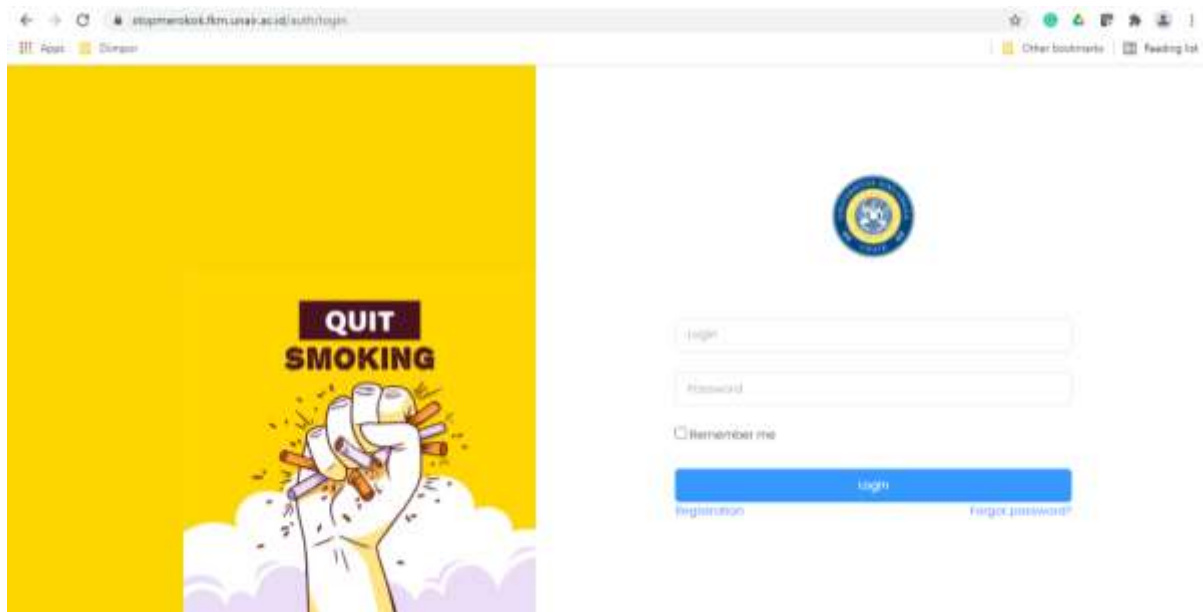 stopmerokok.fkm.unair.ac.id/auth/login
Apps
Other bookmarks
Reading list
QUIT
SMOKING
Login
Password
Remember me
Login
Registration
Forgot password?